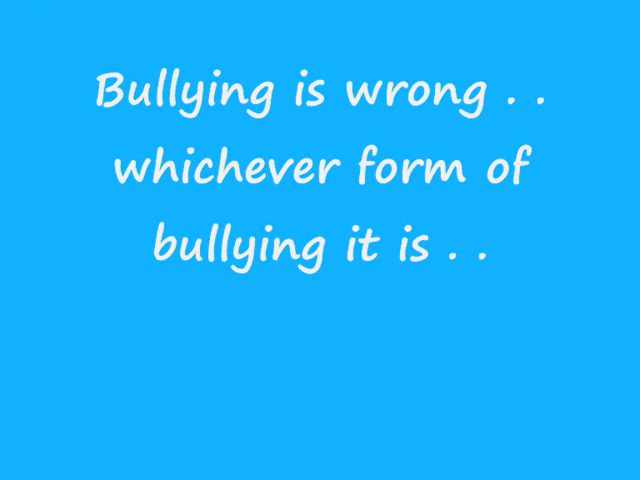 Bullying is wrong . .
whichever form of
bullying it is . .